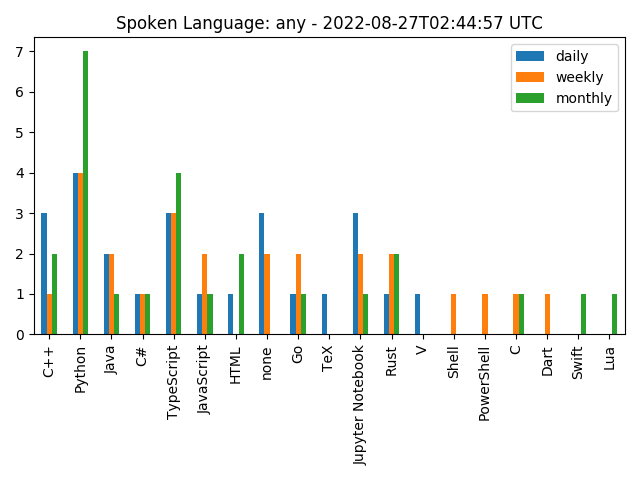 Spoken Language: any - 2022-08-27T02:44:57 UTC
daily
weekly
monthly
7
6
5
4
3
2
1
0
C++
Python
Java
C#
TypeScript
JavaScript
HTML
none
Go
TeX
Jupyter Notebook
Rust
V
Shell
PowerShell
C
Dart
Swift
Lua